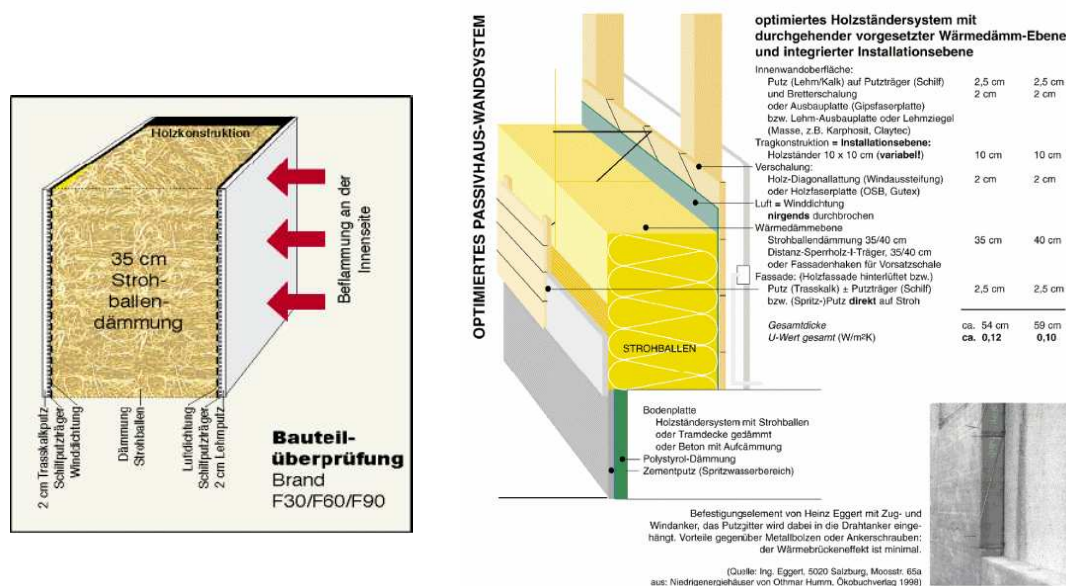 Holzkonstruktion
35 cm
Stroh-
ballen-
dämmung
Beflammung an der
Innenseite
2 cm Trasskalkputz
Schilfputzträger
Winddichtung
Dämmung
Strohballen
Luftdichtung
Schilfputzträger
2 cm Lehmputz
Bauteil-
überprüfung
Brand
F30/F60/F90
OPTIMIERTES PASSIVHAUS-WANDSYSTEM
optimiertes Holzständersystem mit
durchgehender vorgesetzter Wärmedämm-Ebene
und integrierter Installationsebene
Innenwandoberfläche:
Putz (Lehm/Kalk) auf Putzträger (Schilf) 2,5 cm 2,5 cm
und Bretterschalung 2 cm 2 cm
oder Ausbauplatte (Gipsfaserplatte)
bzw. Lehm-Ausbauplatte oder Lehmziegel
(Masse, z.B. Karphosit, Claytec)
Tragkonstruktion = Installationsebene:
Holzständer 10 x 10 cm (variabel!) 10 cm 10 cm
Verschalung:
Holz-Diagonallattung (Windaussteifung) 2 cm 2 cm
oder Holzfaserplatte (OSB, Gutex)
Luft = Winddichtung
nirgends durchbrochen
Wärmedämmebene
Strohballendämmung 35/40 cm 35 cm 40 cm
Distanz-Sperrholz-I-Träger, 35/40 cm
oder Fassadenhaken für Vorsatzschale
Fassade: (Holzfassade hinterlüftet bzw.)
Putz (Trasskalk) ± Putzträger (Schilf) 2,5 cm 2,5 cm
bzw. (Spritz-)Putz direkt auf Stroh
Gesamtdicke ca. 54 cm 59 cm
U-Wert gesamt (W/m2K) ca. 0,12 0,10
STROHBALLEN
Bodenplatte
Holzständersystem mit Strohballen
oder Tramdecke gedämmt
oder Beton mit Aufdämmung
Polystyrol-Dämmung
Zementputz (Spritzwasserbereich)
Befestigungselement von Heinz Eggert mit Zug- und
Windanker, das Putzgitter wird dabei in die Drahtanker einge-
hängt. Vorteile gegenüber Metallbolzen oder Ankerschrauben:
der Wärmebrückeneffekt ist minimal.
(Quelle: Ing. Eggert, 5020 Salzburg, Moosstr. 65a
aus: Niedrigenergiehäuser von Othmar Humm, Ökobuchverlag 1998)